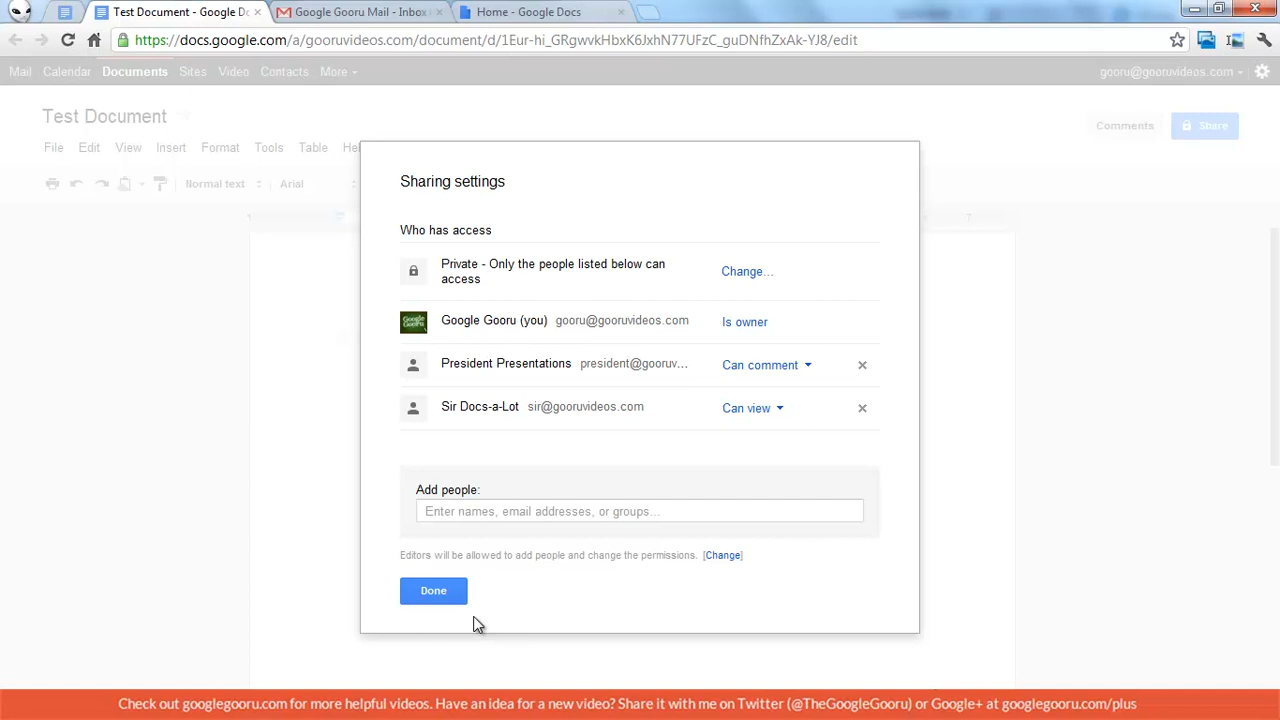 Test Document - Google Do
Google Gooru Mail - Inbox
Home - Google Docs
https://docs.google.com/a/gooruvideos.com/document/d/1Eur-hi_GRgwvkHbxK6JxhN77UFzC_guDNfhZxAk-YJ8/edit
Mail Calendar Documents Sites Video Contacts More
gooru@gooruvideos.com
Test Document
Comments
Share
File Edit View Insert Format Tools Table
Normal text Arial
Sharing settings
Who has access
Private - Only the people listed below can
access
Change...
Google Gooru (you) gooru@gooruvideos.com Is owner
President Presentations president@gooruv... Can comment
Sir Docs-a-Lot sir@gooruvideos.com Can view
Add people:
Enter names, email addresses, or groups...
Editors will be allowed to add people and change the permissions. [Change]
Done
Check out googlegooru.com for more helpful videos. Have an idea for a new video? Share it with me on Twitter (@TheGoogleGooru) or Google+ at googlegooru.com/plus